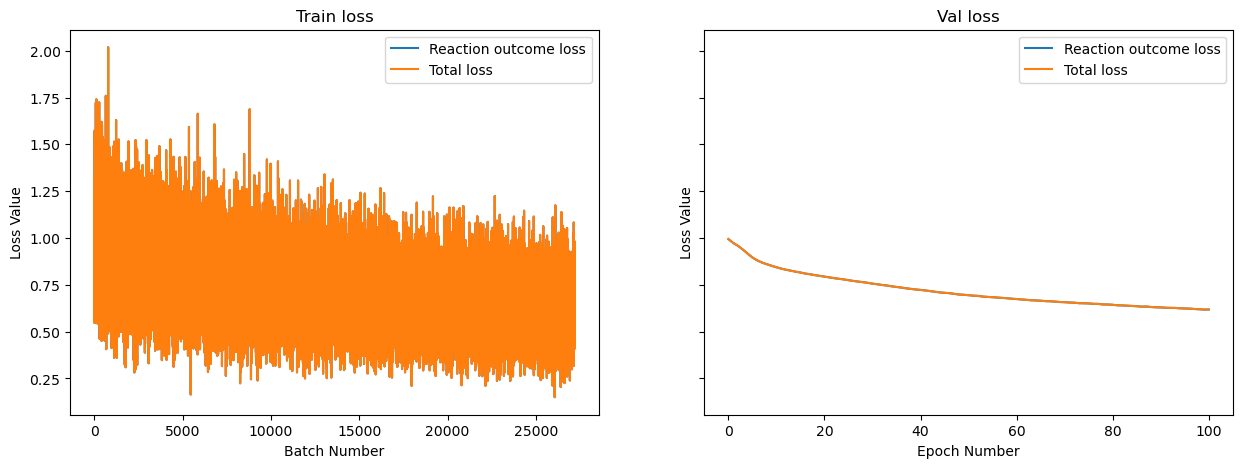 Train loss
Reaction outcome loss
Total loss
Loss Value
2.00
1.75
1.50
1.25
1.00
0.75
0.50
0.25
0 5000 10000 15000 20000 25000
Batch Number
Val loss
Reaction outcome loss
Total loss
Loss Value
0 20 40 60 80 100
Epoch Number